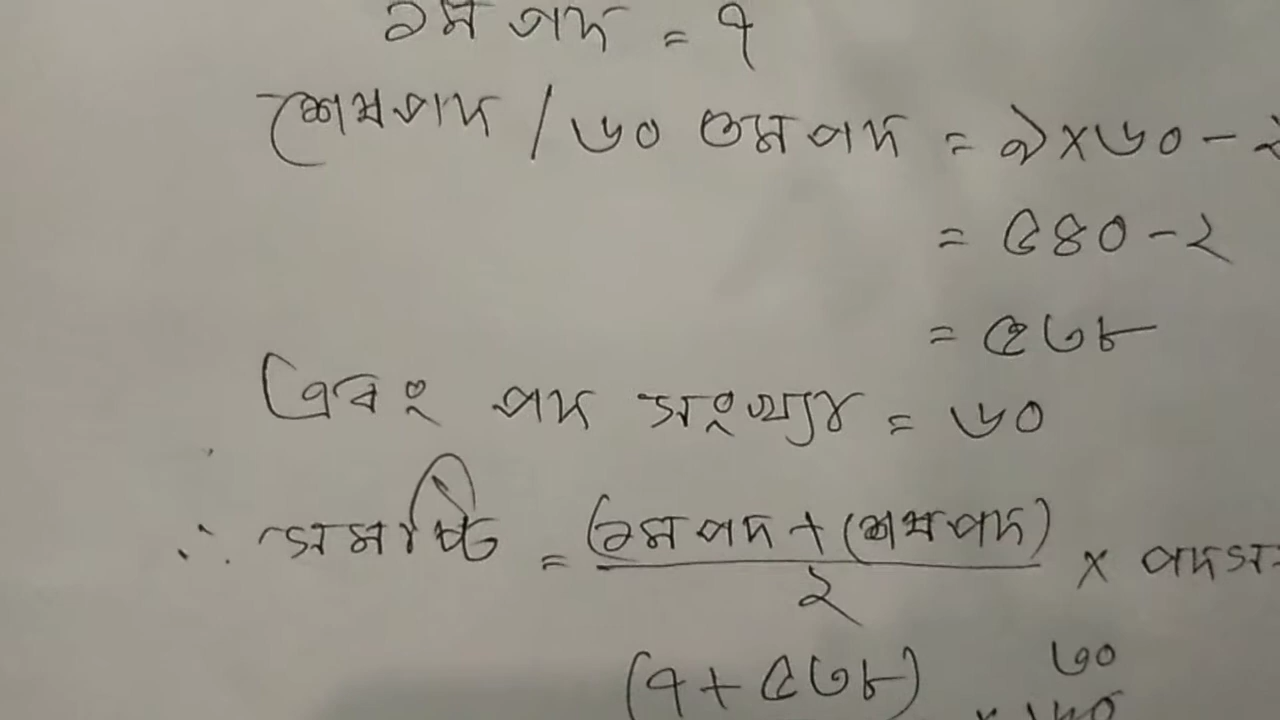 ১ম পদ = ৭
শেষপদ / ৬০ তম পদ = ৯×৬০ - ২
= ৫৪০ - ২
= ৫৩৮
এবং পদ সংখ্যা = ৬০
∴ সমষ্টি = (১ম পদ + শেষপদ) / ২ × পদসং
(৭ + ৫৩৮) ৩০
× ৬০